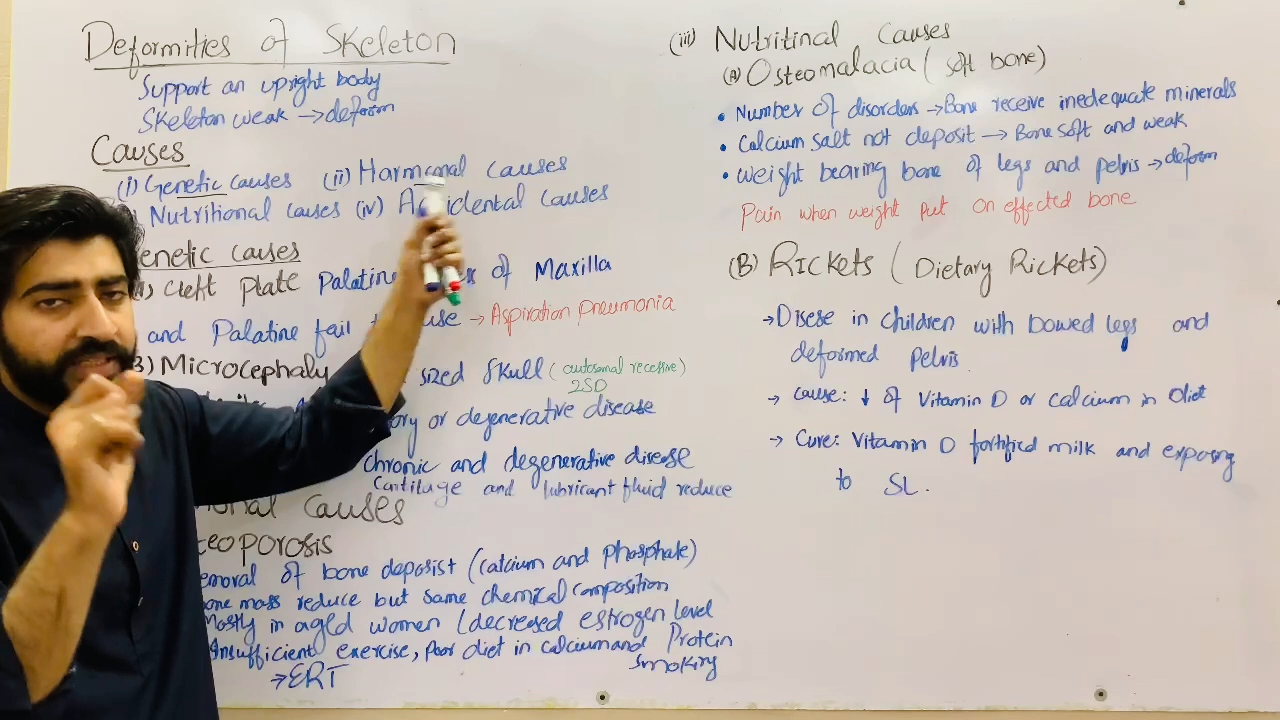 Deformities of Skeleton
Support an upright body
Skeleton weak → deform
Causes
(i) Genetic causes (ii) Harmonal causes
Nutritional causes (iv) Accidental causes
enetic causes
Cleft Plate Palatine of Maxilla
and Palatine fail use → Aspiration pneumonia
Microcephaly sized skull (autosomal recessive)
2SD
ory or degenerative disease
chronic and degenerative disease
Cartiluge and lubricant fluid reduce
onal causes
teoporosis
emoral of bone deposist (calcium and phosphate)
one mass reduce but same chemical composition
Mostly in aged women (decreased estrogen level
Insufficient exercise, poor diet in calcium and Protein
smoking
→ ERT
(iii) Nutritinal Causes
(A) Osteomalacia (soft bone)
• Number of disorders → Bone receive inedequate minerals
• Calcium salt not deposit → Bone soft and weak
• weight bearing bone of legs and pelvis → deform
Pain when weight put on effected bone
(B) Rickets (Dietary Rickets)
→ Disese in children with bowed legs and
deformed pelvis
→ cause: ↓ of Vitamin D or calcium in diet
→ Cure: Vitamin D fortified milk and exposing
to SL.